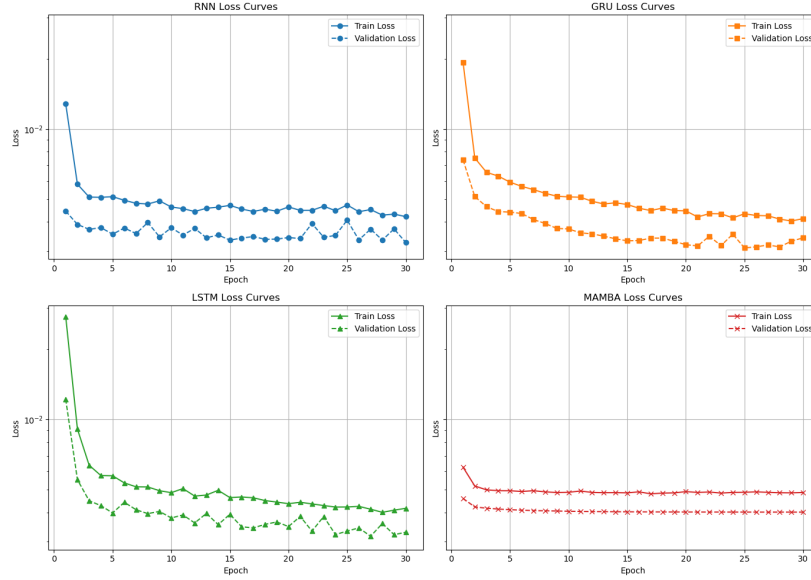 RNN Loss Curves
Train Loss
Validation Loss
10⁻²
Loss
0 5 10 15 20 25 30
Epoch
GRU Loss Curves
Train Loss
Validation Loss
Loss
0 5 10 15 20 25 30
Epoch
LSTM Loss Curves
Train Loss
Validation Loss
10⁻²
Loss
0 5 10 15 20 25 30
Epoch
MAMBA Loss Curves
Train Loss
Validation Loss
Loss
0 5 10 15 20 25 30
Epoch